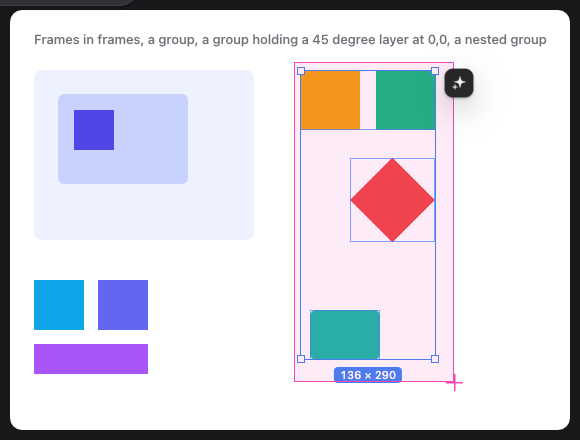 Frames in frames, a group, a group holding a 45 degree layer at 0,0, a nested group
136 × 290